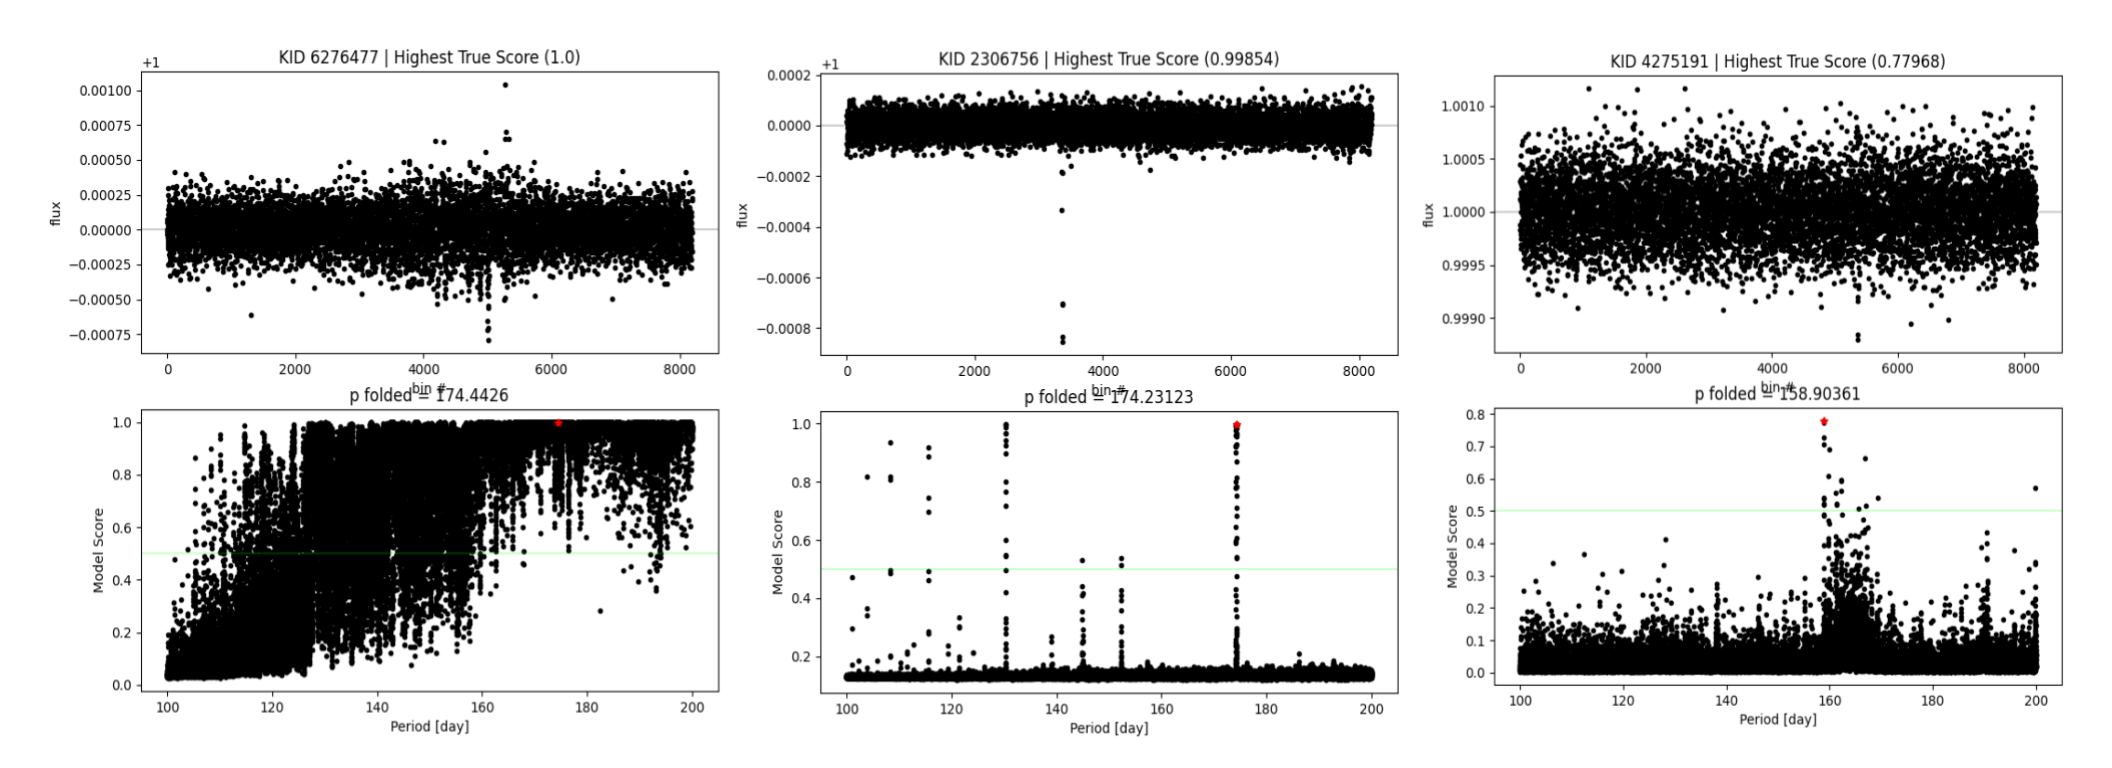 KID 6276477 | Highest True Score (1.0)
+1
0.00100
0.00075
0.00050
0.00025
0.00000
−0.00025
−0.00050
−0.00075
flux
0 2000 4000 6000 8000
bin #
KID 2306756 | Highest True Score (0.99854)
+1
0.0002
0.0000
−0.0002
−0.0004
−0.0006
−0.0008
flux
0 2000 4000 6000 8000
bin #
KID 4275191 | Highest True Score (0.77968)
1.0010
1.0005
1.0000
0.9995
0.9990
flux
0 2000 4000 6000 8000
bin #
p folded = 174.4426
1.0
0.8
0.6
0.4
0.2
0.0
Model Score
100 120 140 160 180 200
Period [day]
p folded = 174.23123
1.0
0.8
0.6
0.4
0.2
Model Score
100 120 140 160 180 200
Period [day]
p folded = 158.90361
0.8
0.7
0.6
0.5
0.4
0.3
0.2
0.1
0.0
Model Score
100 120 140 160 180 200
Period [day]